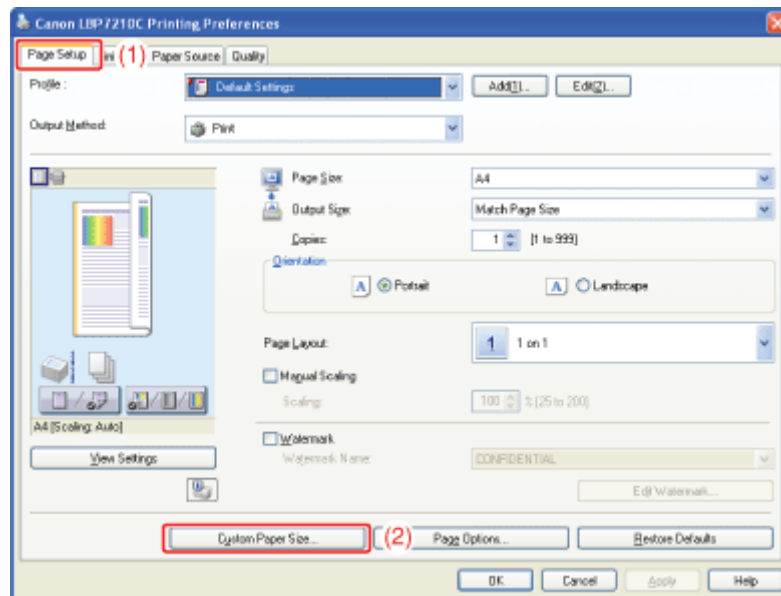 Canon LBP7210C Printing Preferences
Page Setup (1) Paper Source Quality
Profile : Default Settings Add(1)... Edit(2)...
Output Method: Print
Page Size: A4
Output Size: Match Page Size
Copies: 1 [1 to 999]
Orientation
A Portrait A Landscape
Page Layout: 1 1 on 1
Manual Scaling
Scaling: 100 % [25 to 200]
A4 [Scaling: Auto]
Watermark
View Settings Watermark Name: CONFIDENTIAL
Edit Watermark...
Custom Paper Size... (2) Page Options... Restore Defaults
OK Cancel Apply Help